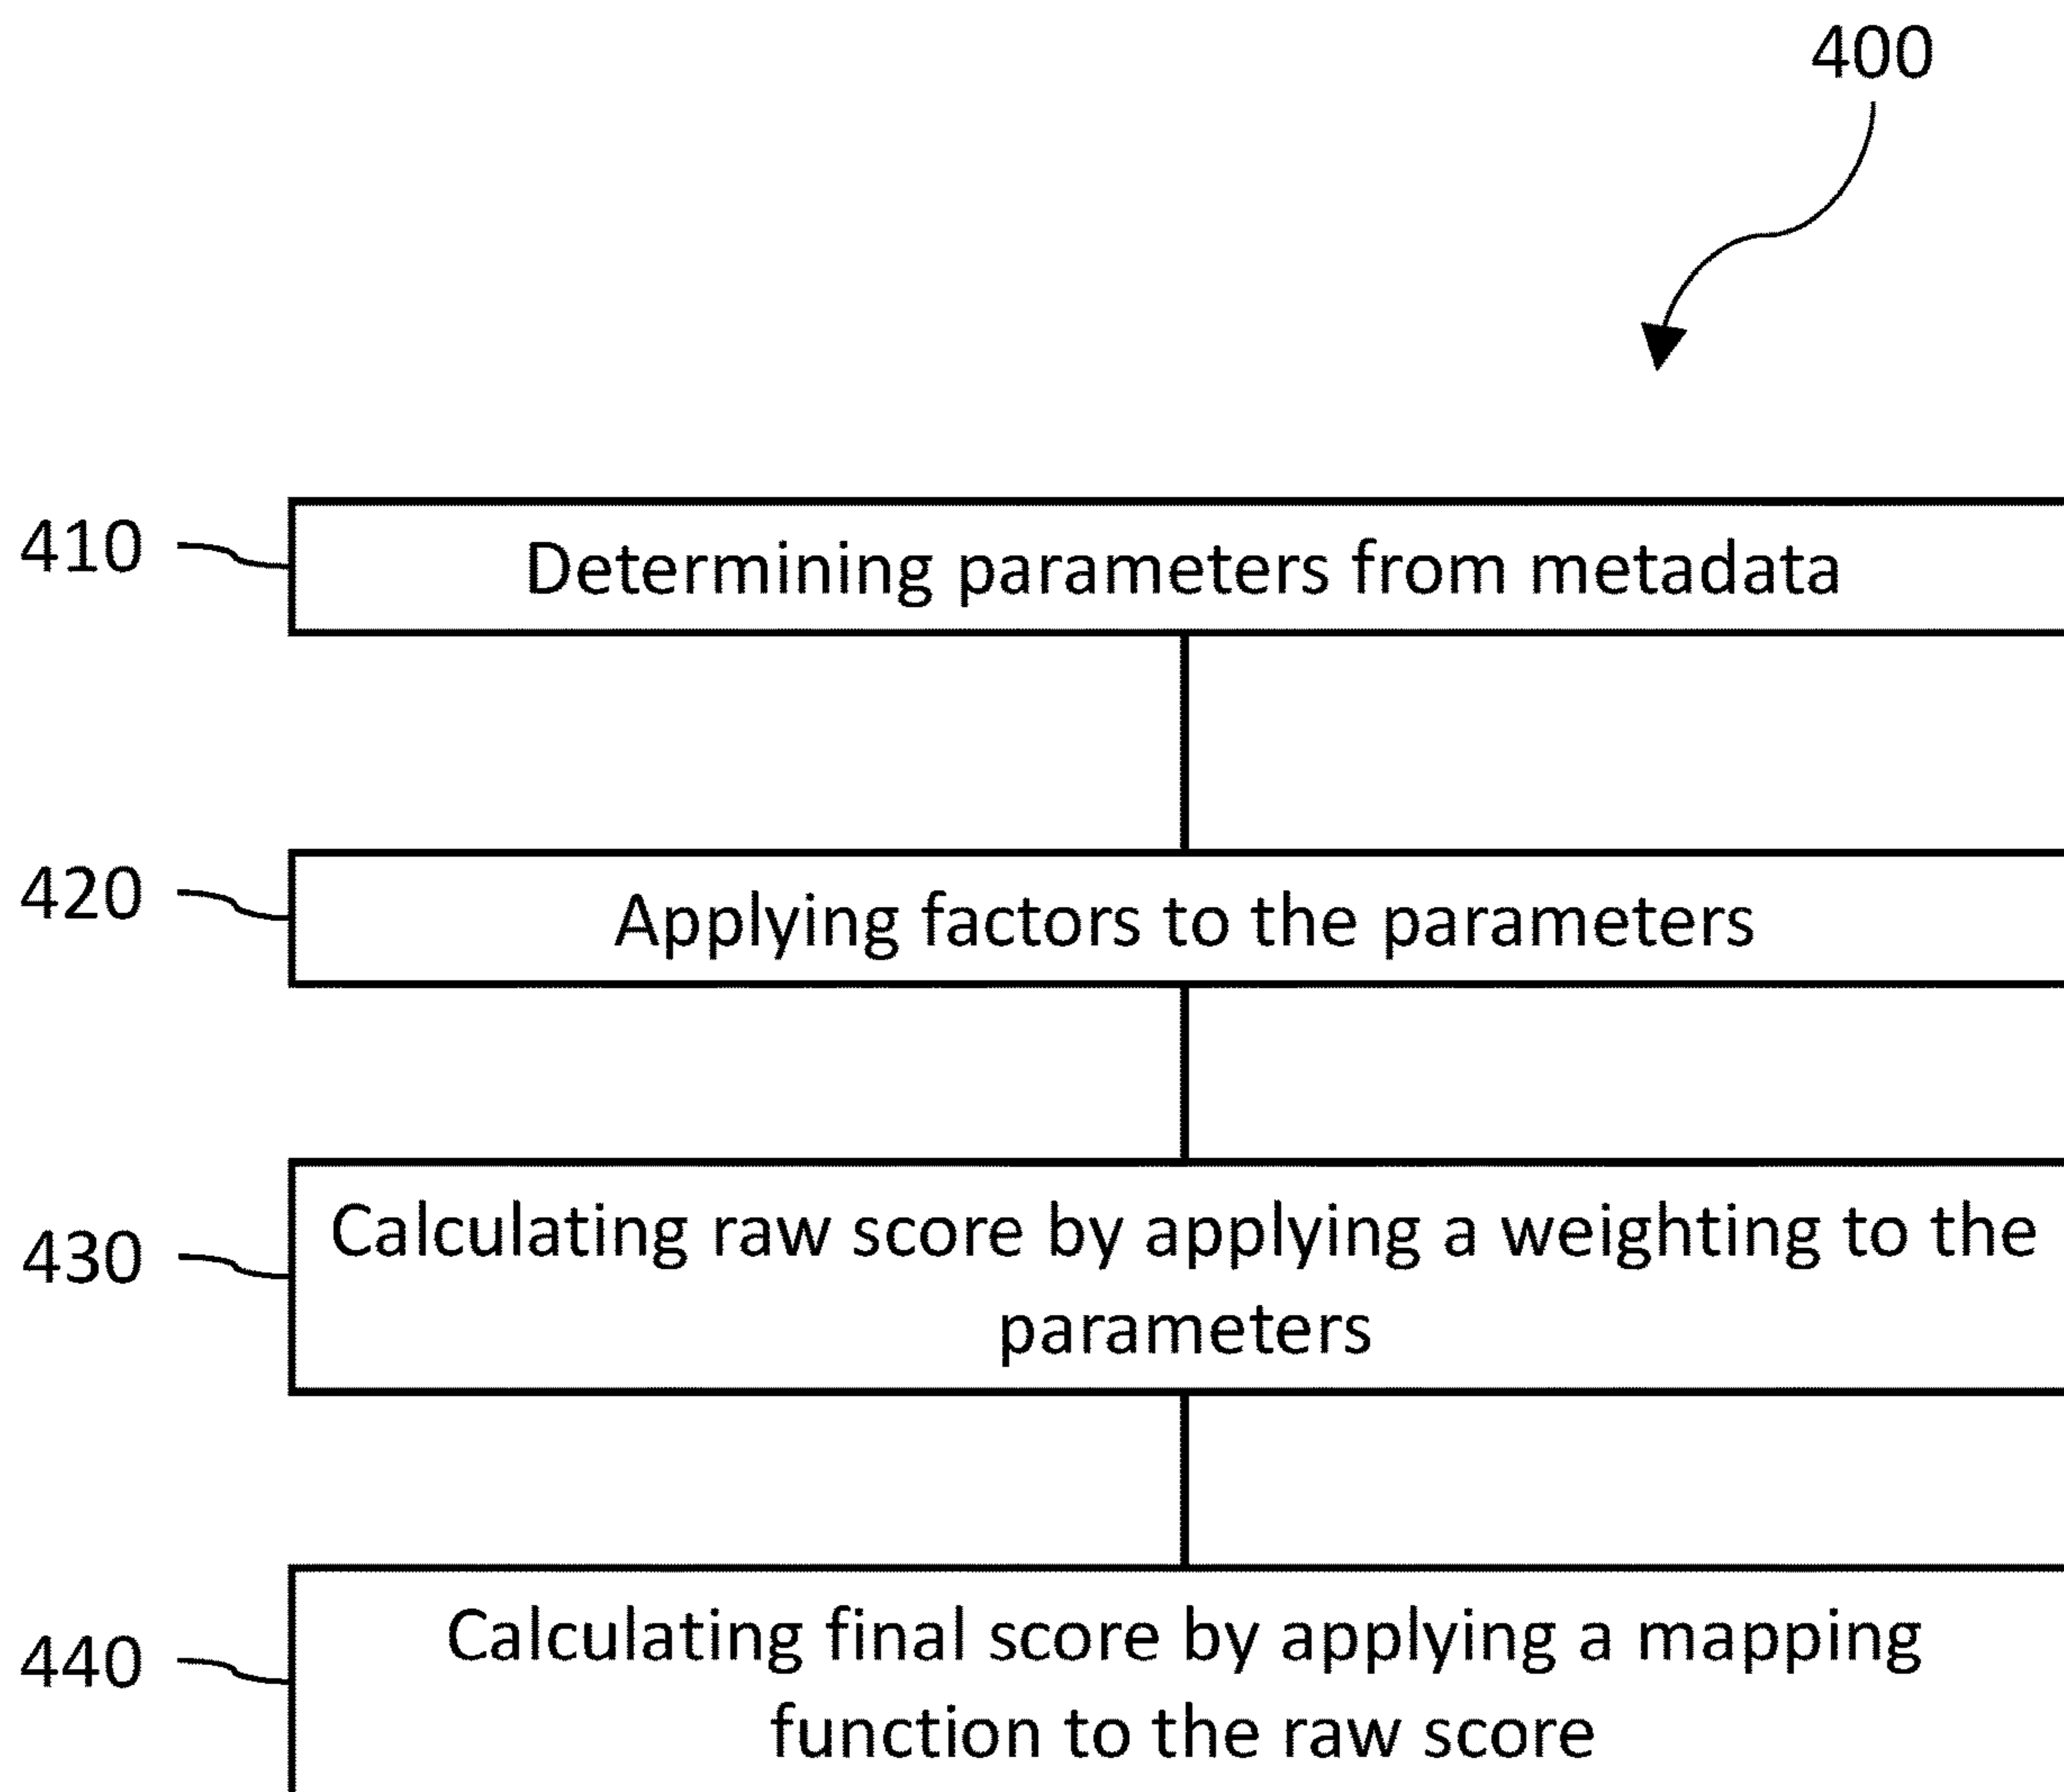 400
410
Determining parameters from metadata
420
Applying factors to the parameters
430
Calculating raw score by applying a weighting to the
parameters
440
Calculating final score by applying a mapping
function to the raw score